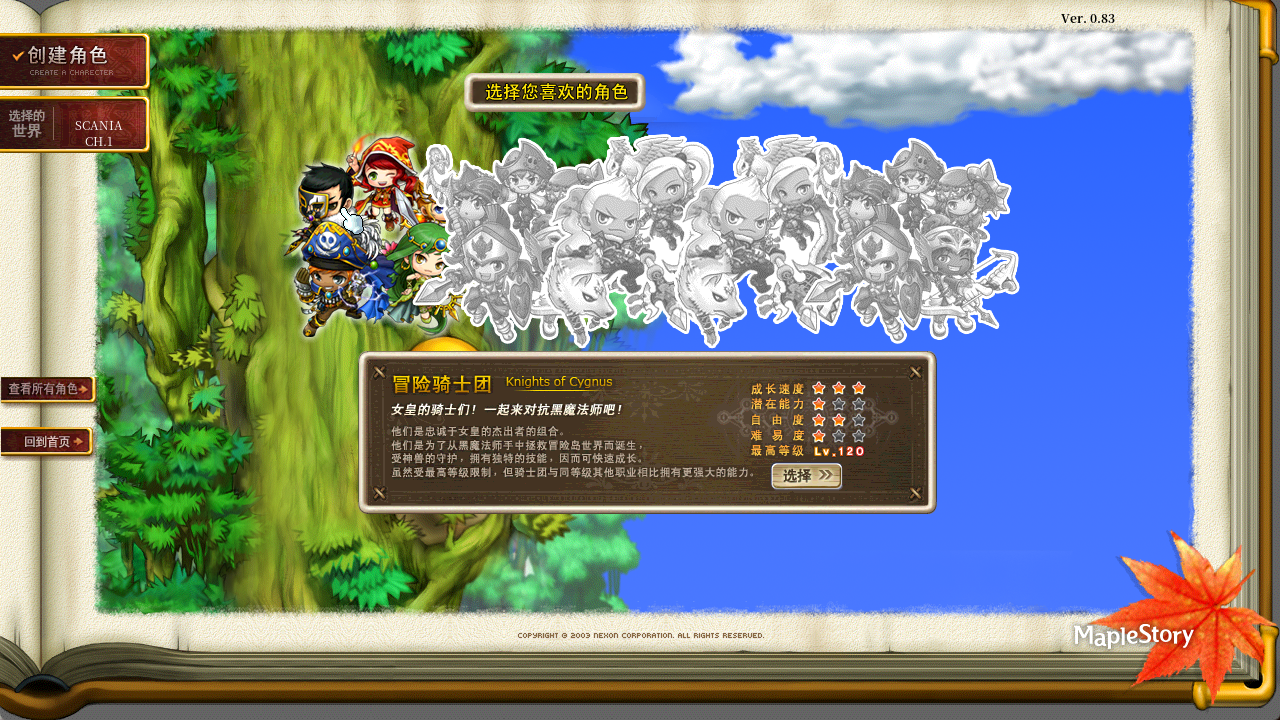 Ver. 0.83
创建角色
CREATE A CHARECTER
选择的
世界
SCANIA
CH.1
选择您喜欢的角色
冒险骑士团 Knights of Cygnus
女皇的骑士们！一起来对抗黑魔法师吧！
他们是忠诚于女皇的杰出者的组合。
他们是为了从黑魔法师手中拯救冒险岛世界而诞生，
受神兽的守护，拥有独特的技能，因而可快速成长。
虽然受最高等级限制，但骑士团与同等级其他职业相比拥有更强大的能力。
成长速度
潜在能力
自由度
难易度
最高等级 Lv.120
选择
查看所有角色
回到首页
COPYRIGHT @ 2003 NEXON CORPORATION. ALL RIGHTS RESERVED.
MapleStory